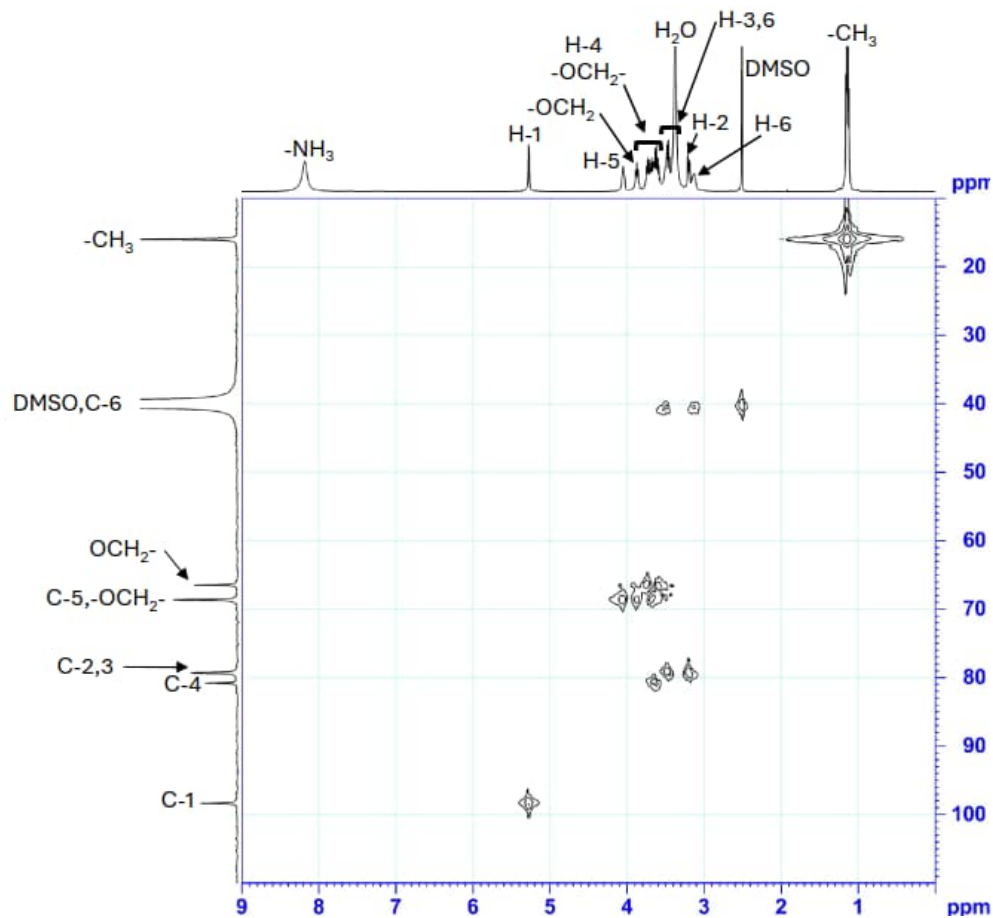 H-3,6
H₂O
-CH₃
H-4
-OCH₂-
DMSO
-OCH₂
H-2
H-6
H-1
-NH₃
H-5
ppm
-CH₃
20
30
DMSO,C-6
40
50
OCH₂-
60
C-5,-OCH₂-
70
C-2,3
80
C-4
90
C-1
100
9 8 7 6 5 4 3 2 1 ppm